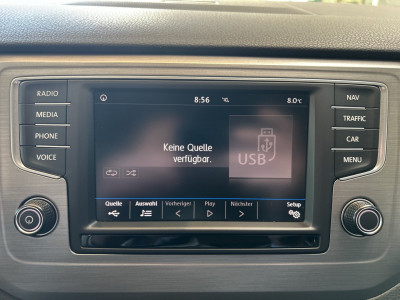 RADIO
MEDIA
PHONE
VOICE
8:56
8.0°C
Keine Quelle
verfügbar.
USB
Quelle Auswahl Vorheriger Play Nächster Setup
NAV
TRAFFIC
CAR
MENU